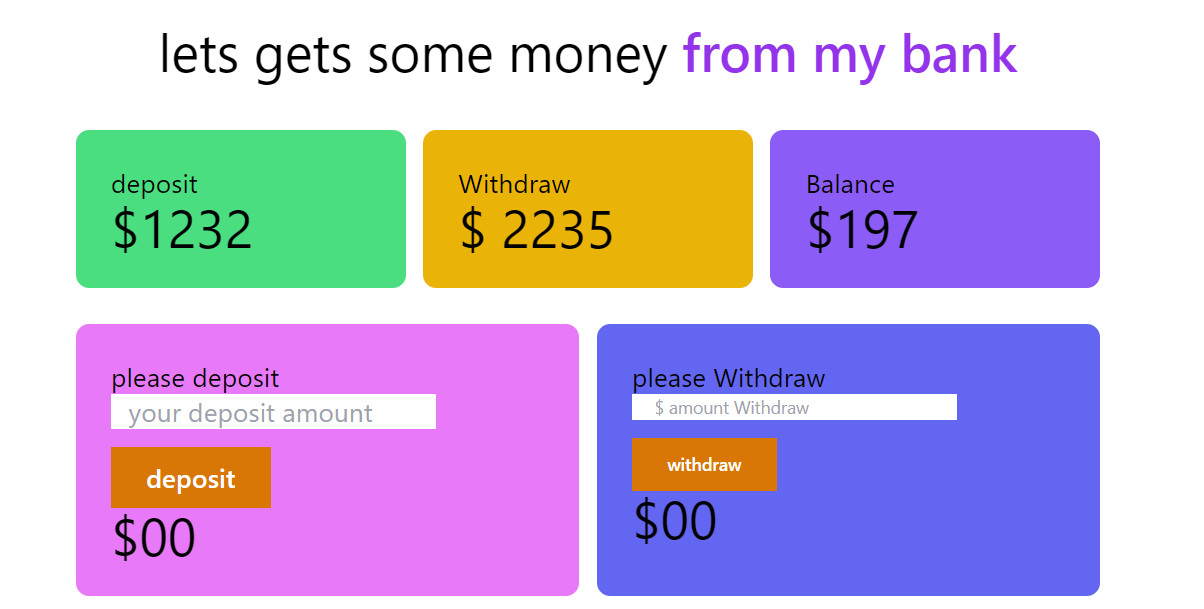 lets gets some money from my bank
deposit
$1232
Withdraw
$ 2235
Balance
$197
please deposit
your deposit amount
deposit
$00
please Withdraw
$ amount Withdraw
withdraw
$00